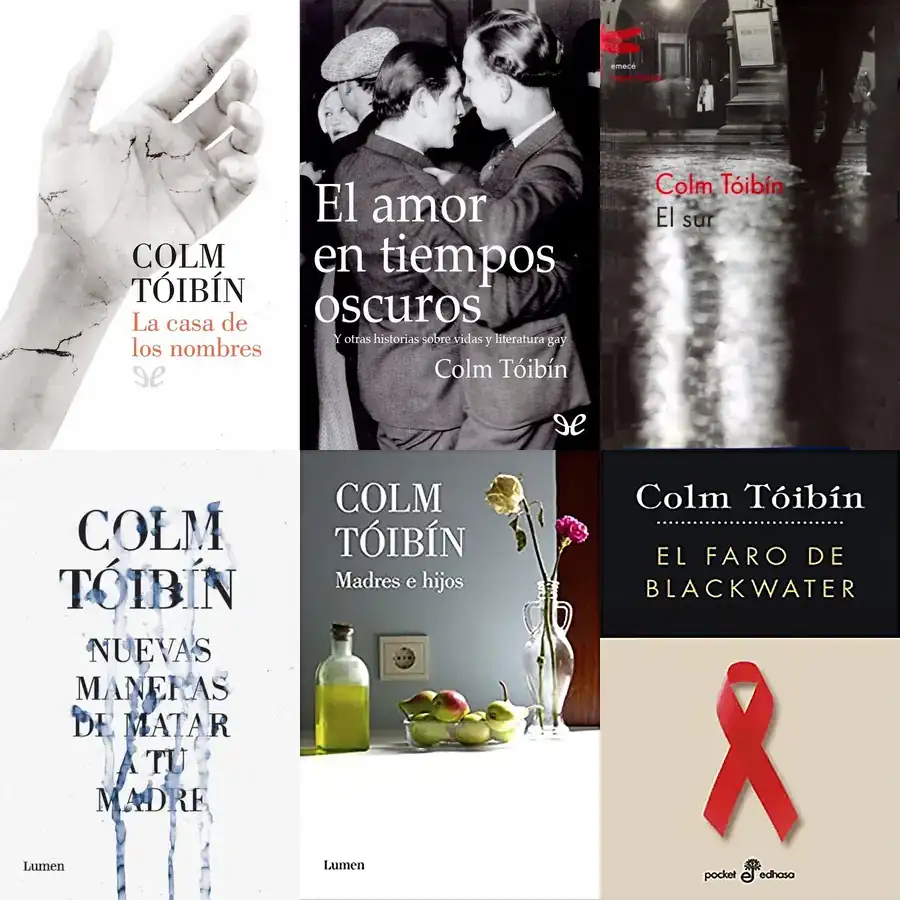 COLM
TÓIBÍN
La casa de
los nombres
El amor
en tiempos
oscuros
Y otras historias sobre vidas y literatura gay
Colm Tóibín
emecé
Colm Tóibín
El sur
COLM
TÓIBÍN
NUEVAS
MANERAS
DE MATAR
A TU
MADRE
Lumen
COLM
TÓIBÍN
Madres e hijos
Lumen
Colm Tóibín
EL FARO DE
BLACKWATER
pocket edhasa